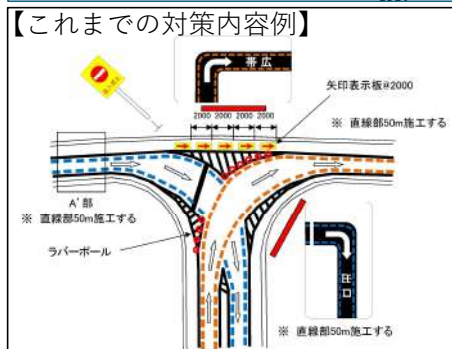 【これまでの対策内容例】
帯広
2000 2000 2000 2000
矢印表示板@2000
※ 直線部50m施工する
A'部
※ 直線部50m施工する
ラバーポール
圧口
※ 直線部50m施工する